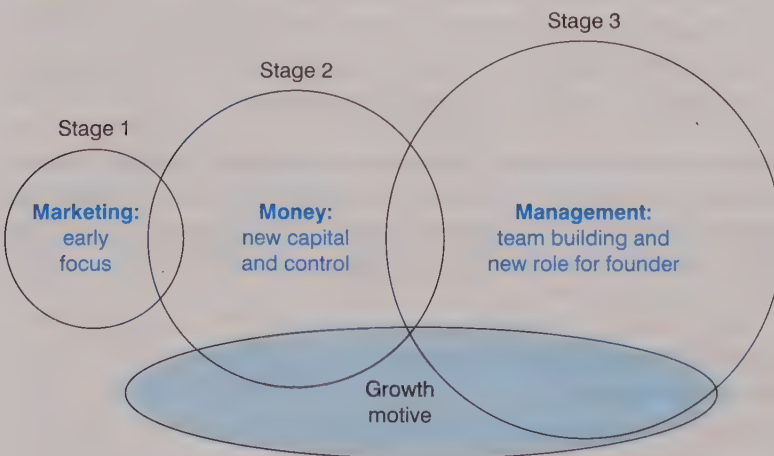 Stage 1
Marketing:
early
focus
Stage 2
Money:
new capital
and control
Stage 3
Management:
team building and
new role for founder
Growth
motive